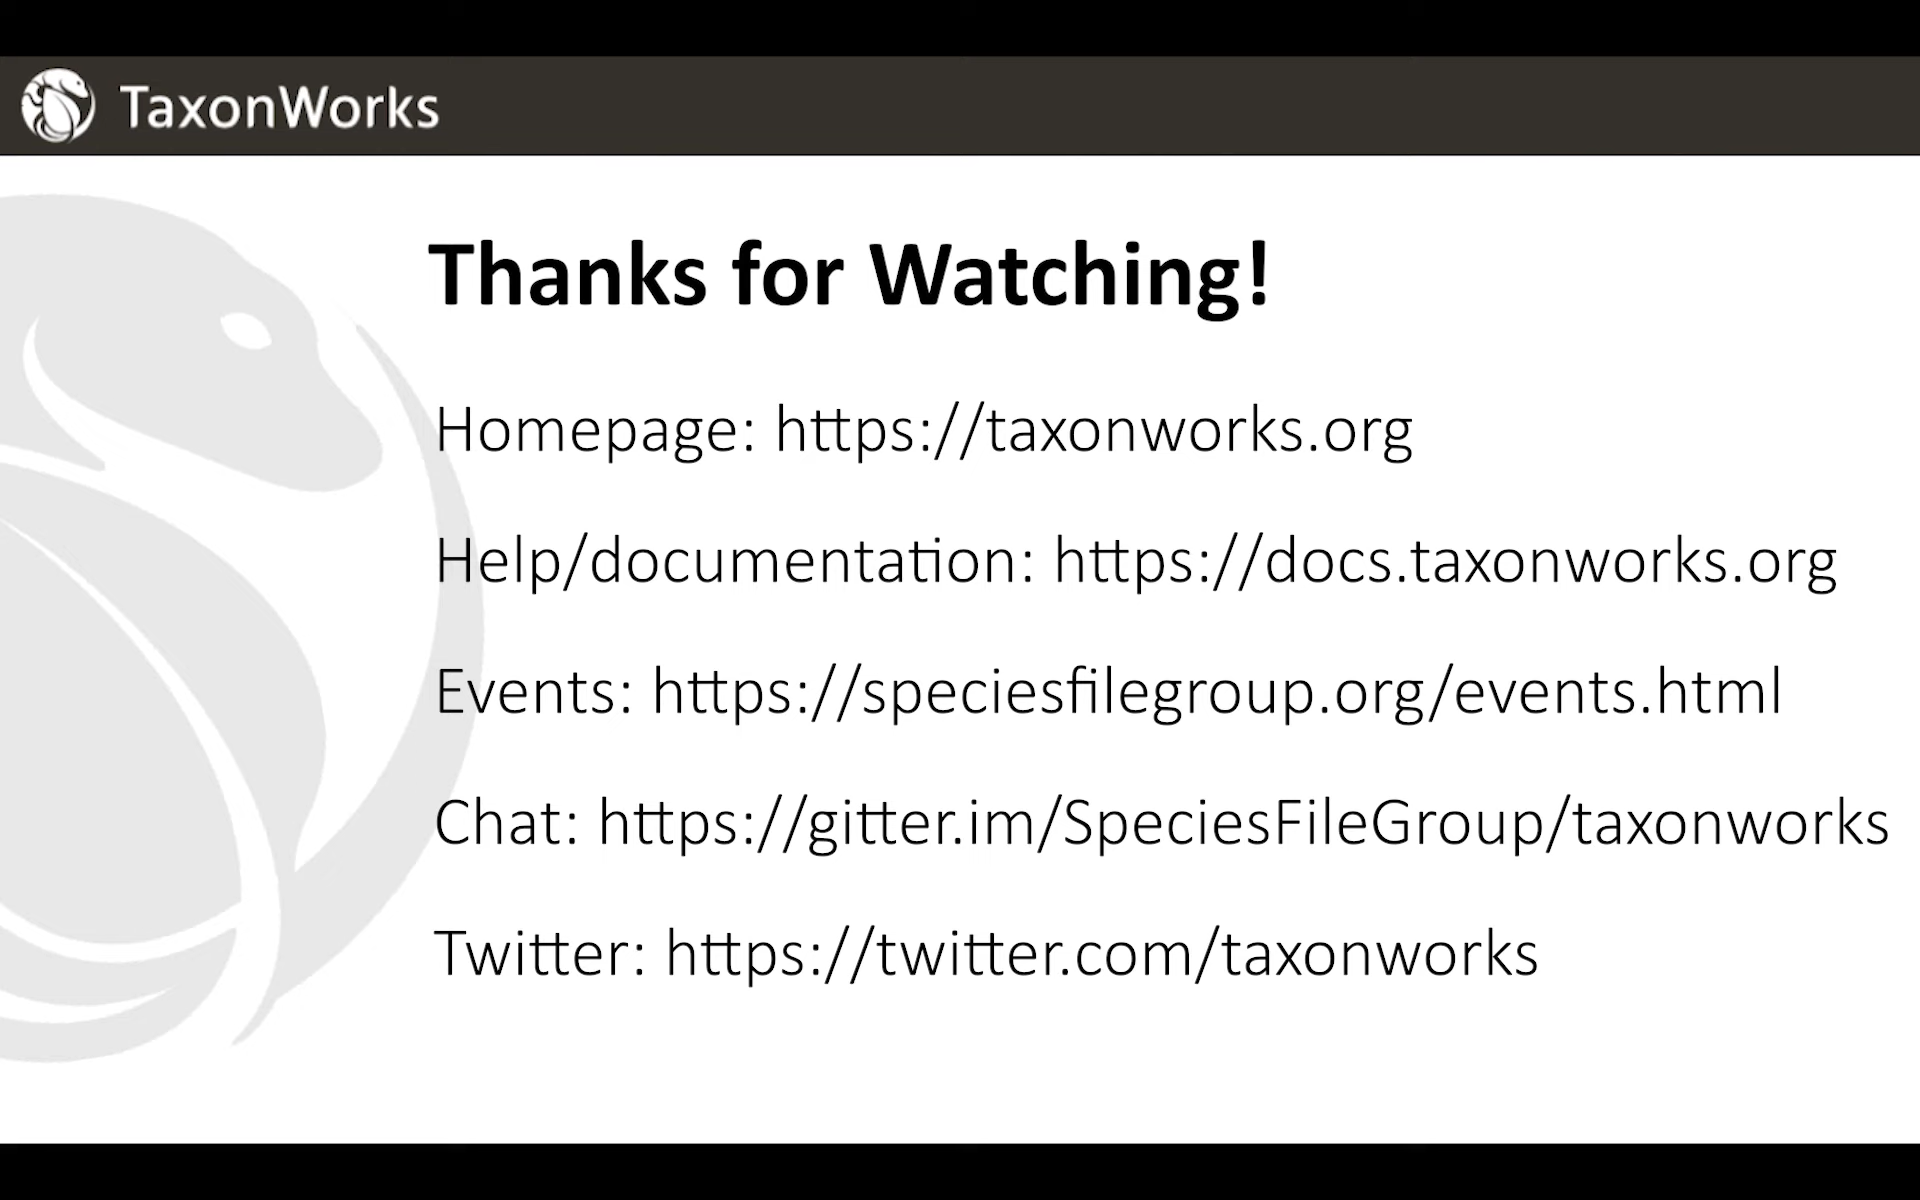 TaxonWorks
Thanks for Watching!
Homepage: https://taxonworks.org
Help/documentation: https://docs.taxonworks.org
Events: https://speciesfilegroup.org/events.html
Chat: https://gitter.im/SpeciesFileGroup/taxonworks
Twitter: https://twitter.com/taxonworks